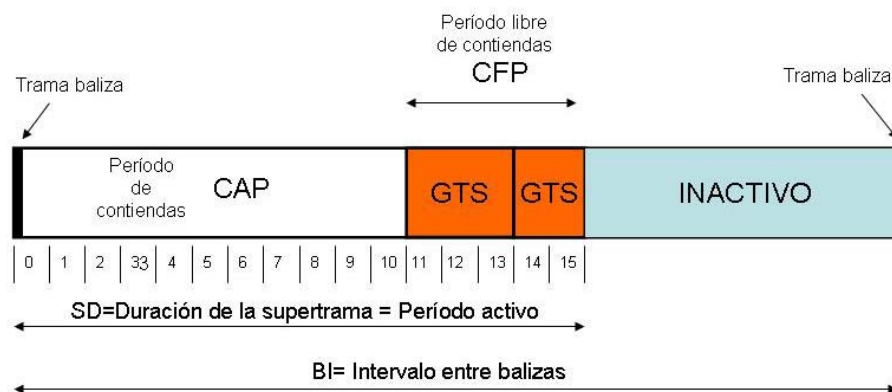 Período libre
de contiendas
CFP
Trama baliza
Trama baliza
Período
de
contiendas
CAP
GTS
GTS
INACTIVO
0 1 2 33 4 5 6 7 8 9 10 11 12 13 14 15
SD=Duración de la supertrama = Período activo
BI= Intervalo entre balizas